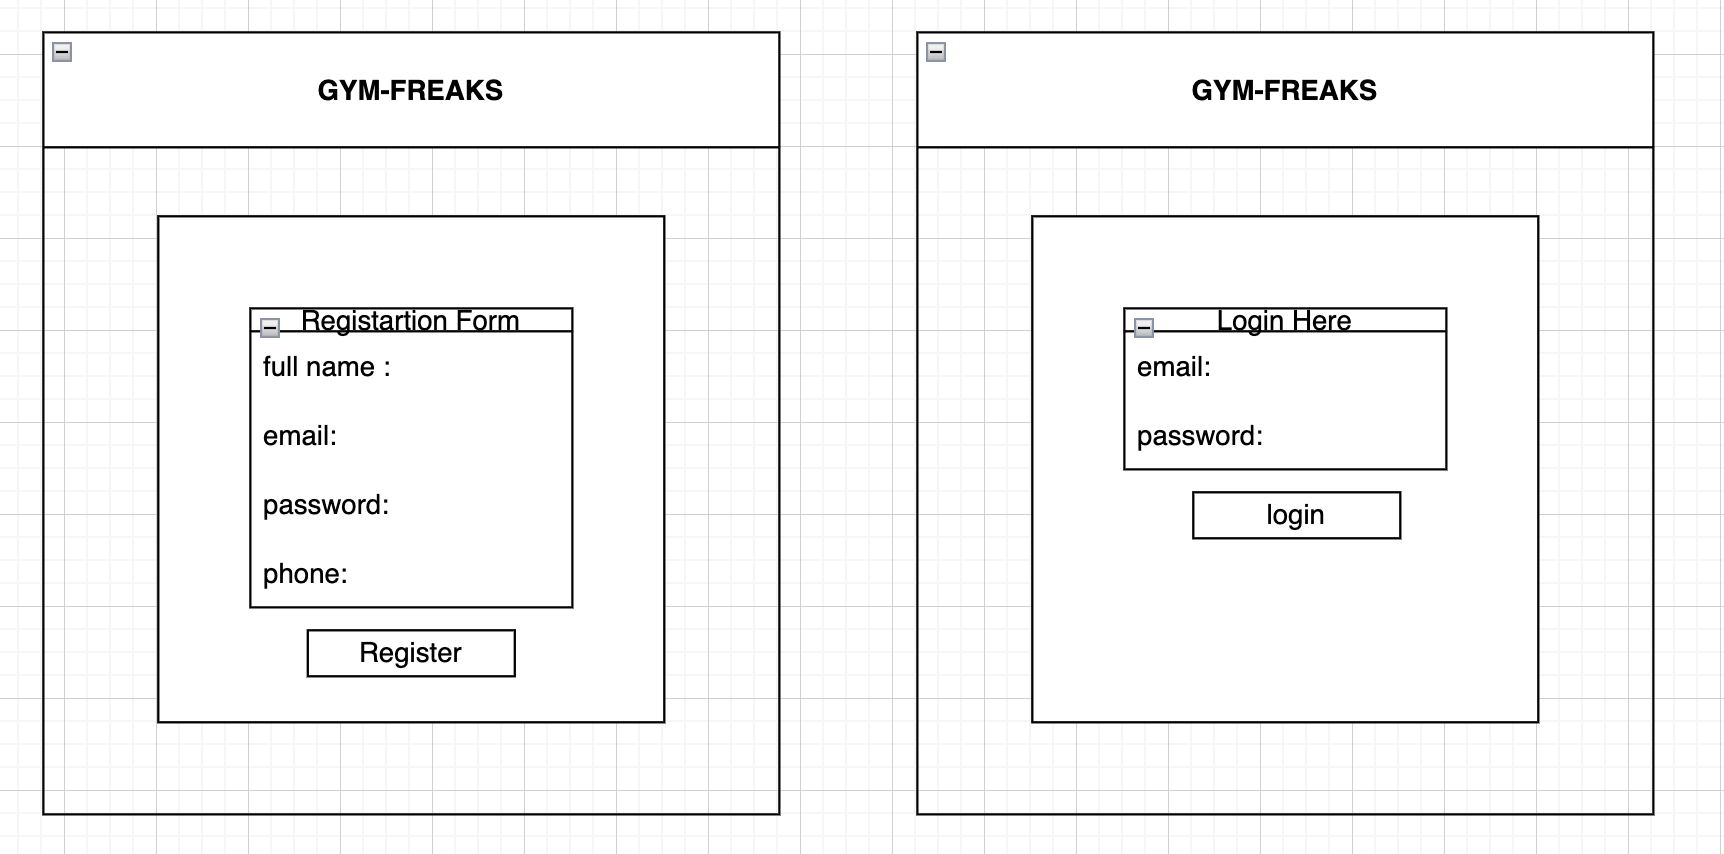 GYM-FREAKS
Registartion Form
full name :
email:
password:
phone:
Register
GYM-FREAKS
Login Here
email:
password:
login